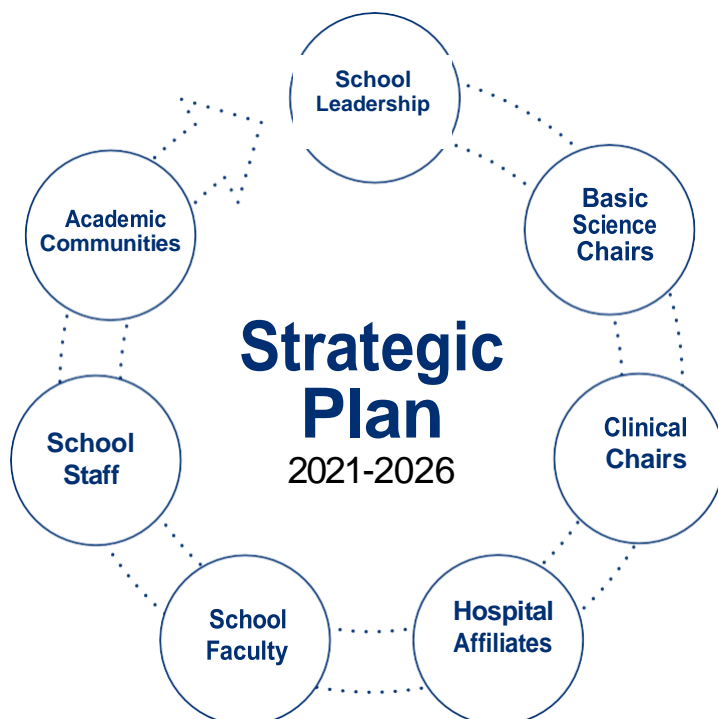 School
Leadership
Basic
Science
Chairs
Clinical
Chairs
Hospital
Affiliates
School
Faculty
School
Staff
Academic
Communities
Strategic
Plan
2021-2026